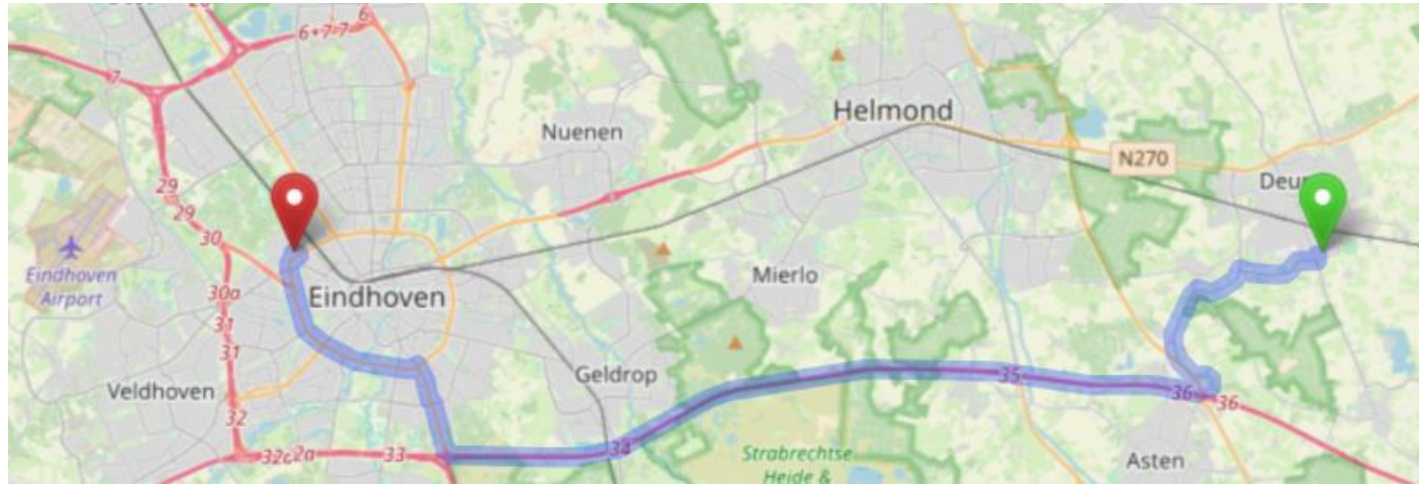 6+7
7
6
7
Helmond
Nuenen
N270
29
29
30
Eindhoven
Airport
Mierlo
30a
Eindhoven
31
31
Geldrop
35
Veldhoven
36
36
32
34
33
2a
Strabrechtse
Heide &
Asten